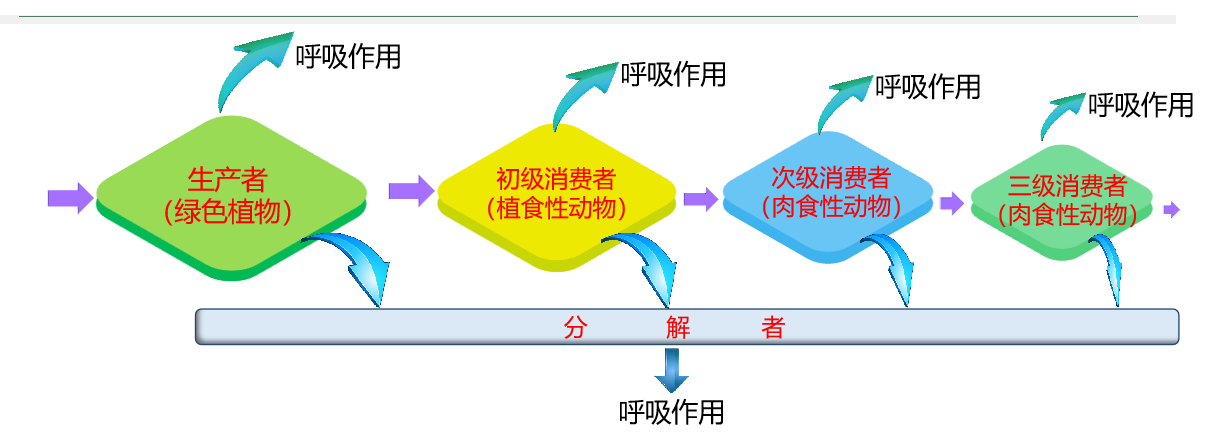 呼吸作用
呼吸作用
呼吸作用
呼吸作用
生产者
（绿色植物）
初级消费者
（植食性动物）
次级消费者
（肉食性动物）
三级消费者
（肉食性动物）
分 解 者
呼吸作用